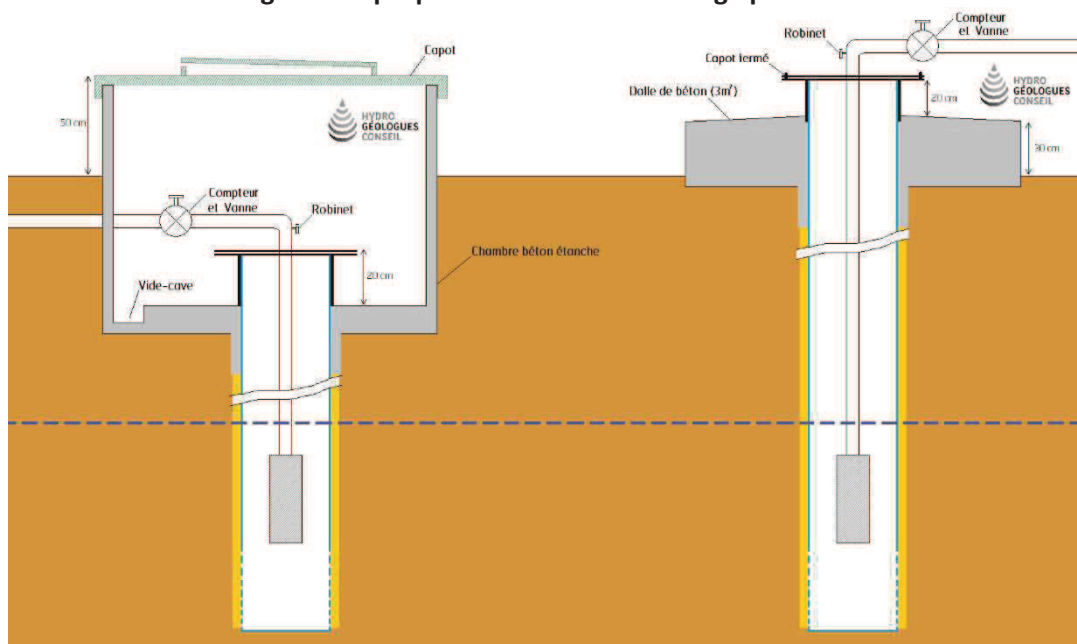 Capot
50 cm
HYDRO
GÉOLOGUES
CONSEIL
Compteur
et Vanne
Robinet
20 cm
Chambre béton étanche
Vide-cave
Compteur
et Vanne
Robinet
Capot fermé
Dalle de béton (3m²)
20 cm
HYDRO
GÉOLOGUES
CONSEIL
30 cm